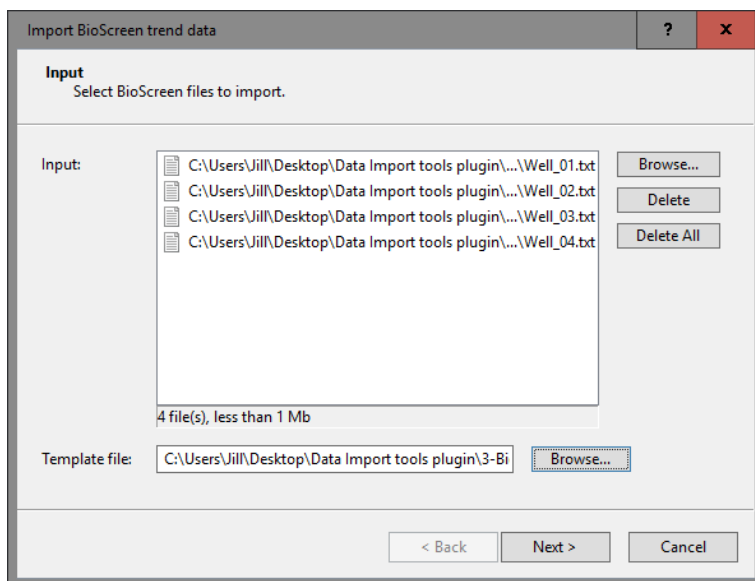 Import BioScreen trend data
?
x
Input
Select BioScreen files to import.
Input:
C:\Users\Jill\Desktop\Data Import tools plugin\...\Well_01.txt
C:\Users\Jill\Desktop\Data Import tools plugin\...\Well_02.txt
C:\Users\Jill\Desktop\Data Import tools plugin\...\Well_03.txt
C:\Users\Jill\Desktop\Data Import tools plugin\...\Well_04.txt
Browse...
Delete
Delete All
4 file(s), less than 1 Mb
Template file:
C:\Users\Jill\Desktop\Data Import tools plugin\3-Bi
Browse...
< Back
Next >
Cancel